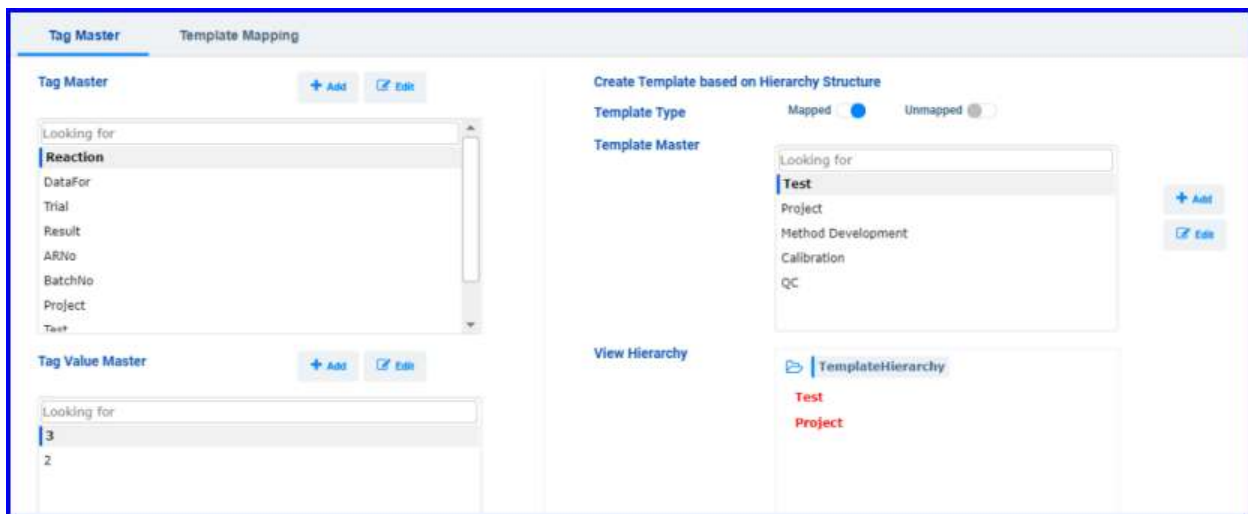 Tag Master
Template Mapping
Tag Master
Add
Edit
Looking for
Reaction
DataFor
Trial
Result
ARNo
BatchNo
Project
Test
Tag Value Master
Add
Edit
Looking for
3
2
Create Template based on Hierarchy Structure
Template Type
Mapped
Unmapped
Template Master
Looking for
Test
Project
Method Development
Calibration
QC
Add
Edit
View Hierarchy
TemplateHierarchy
Test
Project